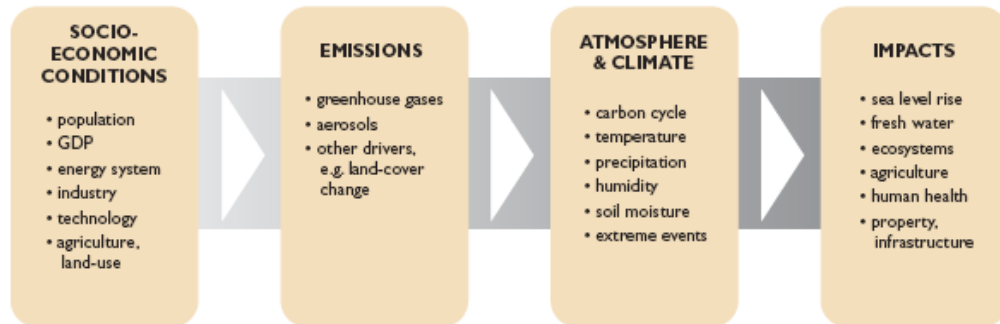 SOCIO-
ECONOMIC
CONDITIONS
• population
• GDP
• energy system
• industry
• technology
• agriculture,
land-use
EMISSIONS
• greenhouse gases
• aerosols
• other drivers,
e.g. land-cover
change
ATMOSPHERE
& CLIMATE
• carbon cycle
• temperature
• precipitation
• humidity
• soil moisture
• extreme events
IMPACTS
• sea level rise
• fresh water
• ecosystems
• agriculture
• human health
• property,
infrastructure